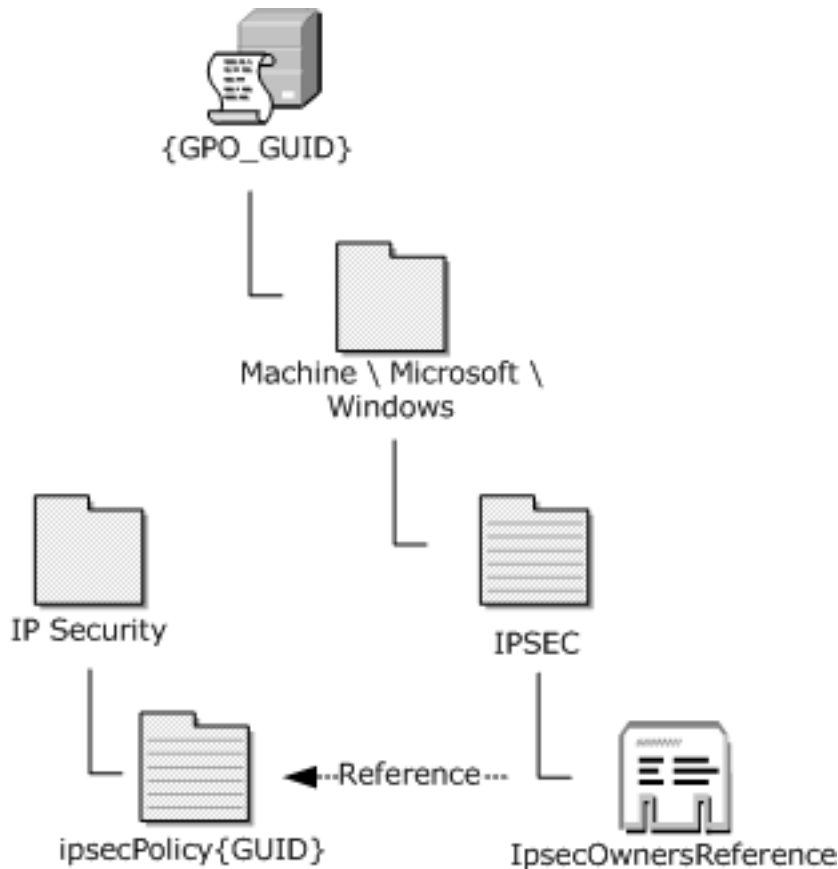 {GPO_GUID}
Machine \ Microsoft \
Windows
IP Security
IPSEC
Reference
ipsecPolicy{GUID}
IpsecOwnersReference